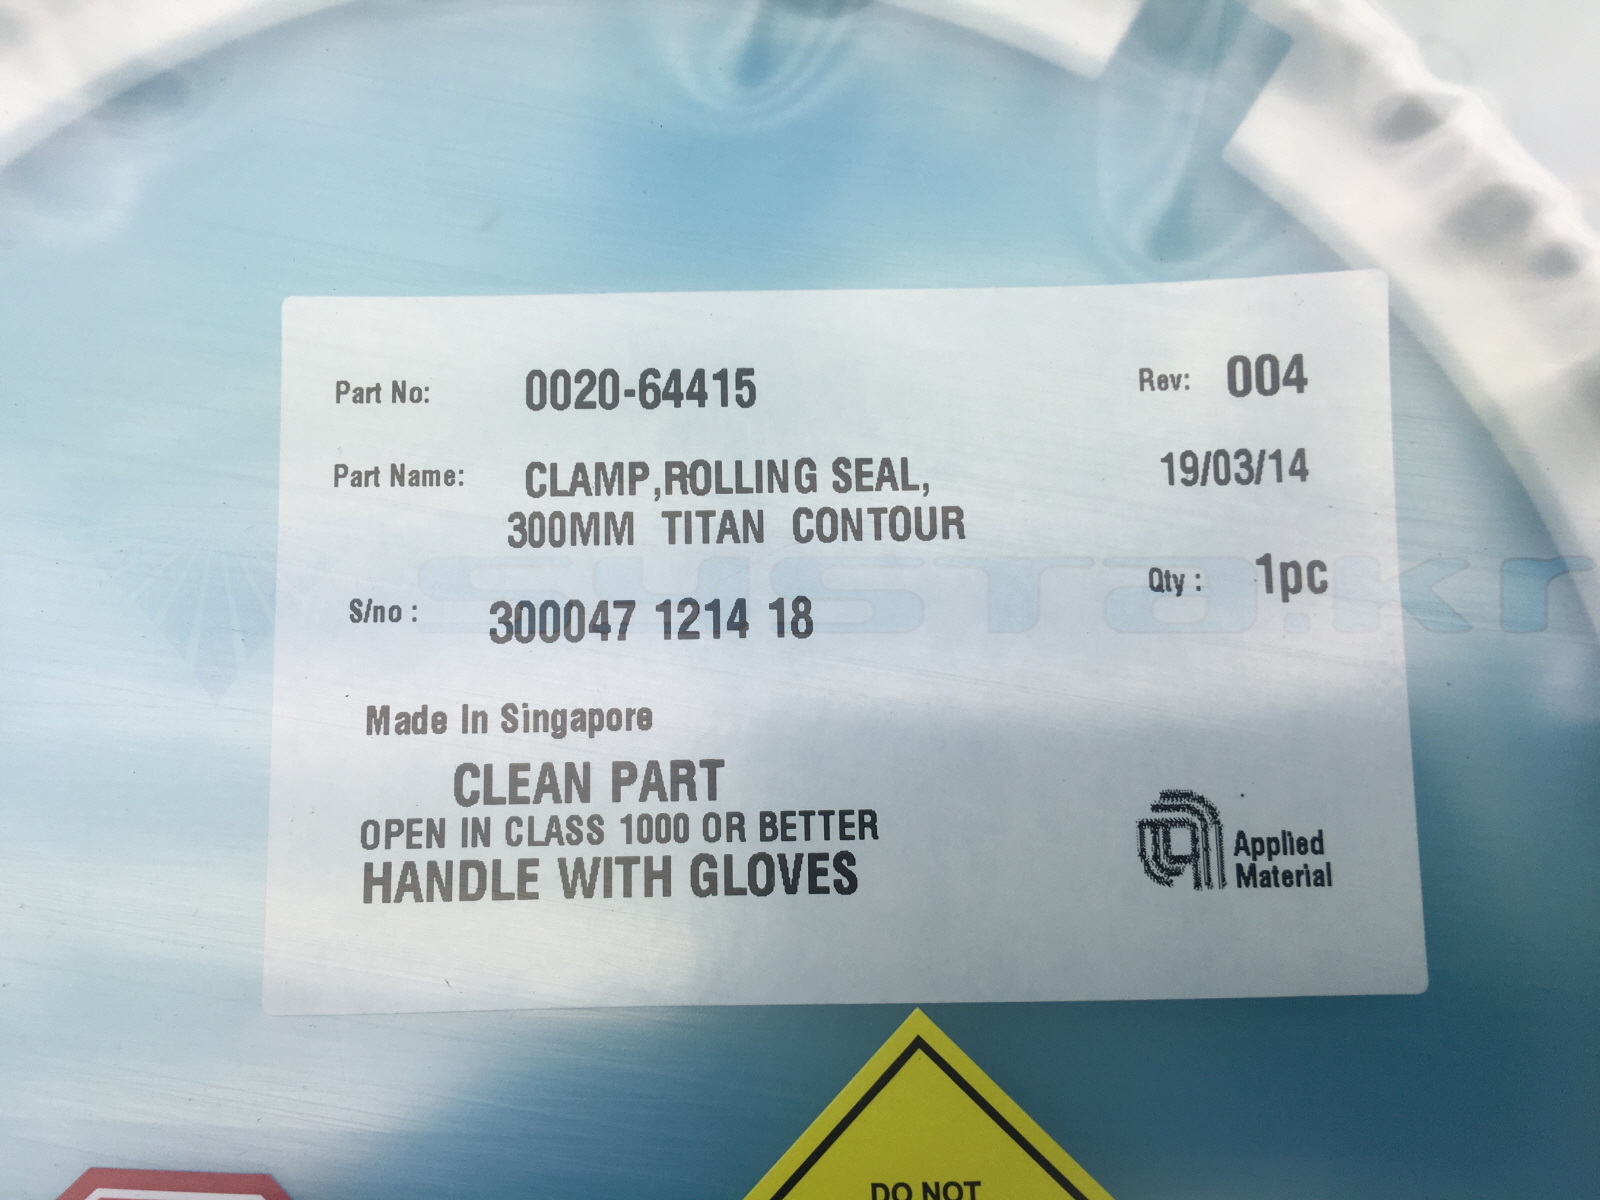 Part No: 0020-64415 Rev: 004
Part Name: CLAMP,ROLLING SEAL, 19/03/14
300MM TITAN CONTOUR
Qty : 1pc
S/no : 300047 1214 18
systa.kr
Made In Singapore
CLEAN PART
OPEN IN CLASS 1000 OR BETTER
HANDLE WITH GLOVES
Applied
Material
DO NOT